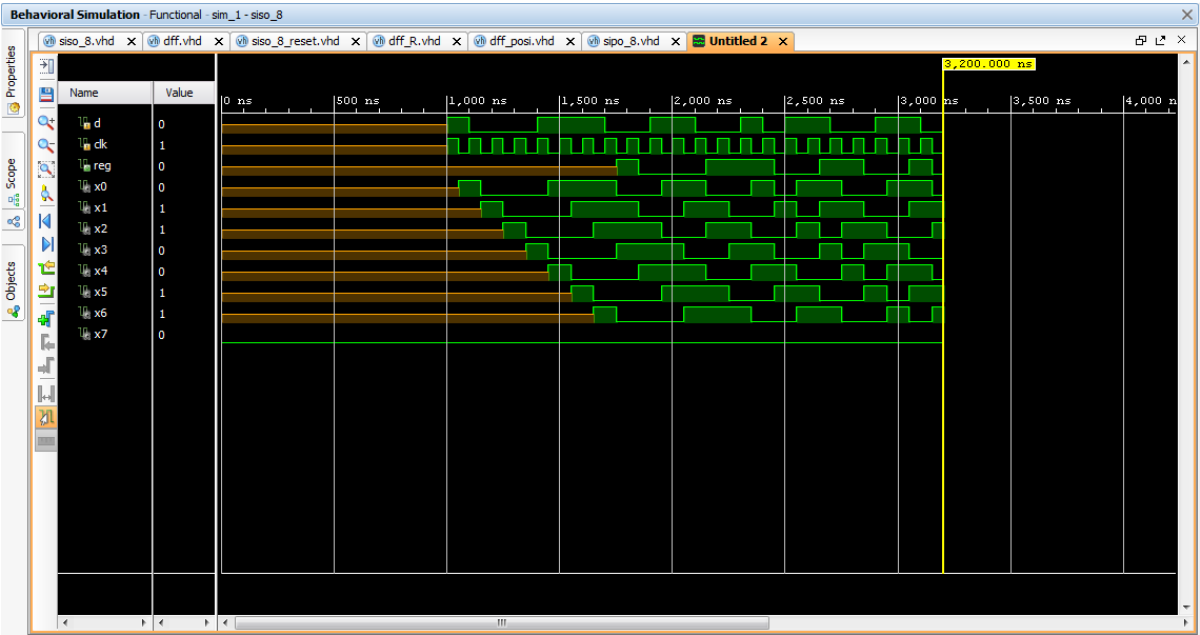 Behavioral Simulation - Functional - sim_1 - siso_8
siso_8.vhd
dff.vhd
siso_8_reset.vhd
dff_R.vhd
dff_posi.vhd
sipo_8.vhd
Untitled 2
Properties
Scope
Objects
3,200.000 ns
Name Value
0 ns 500 ns 1,000 ns 1,500 ns 2,000 ns 2,500 ns 3,000 ns 3,500 ns 4,000 n
d 0
clk 1
reg 0
x0 0
x1 1
x2 1
x3 0
x4 0
x5 1
x6 1
x7 0